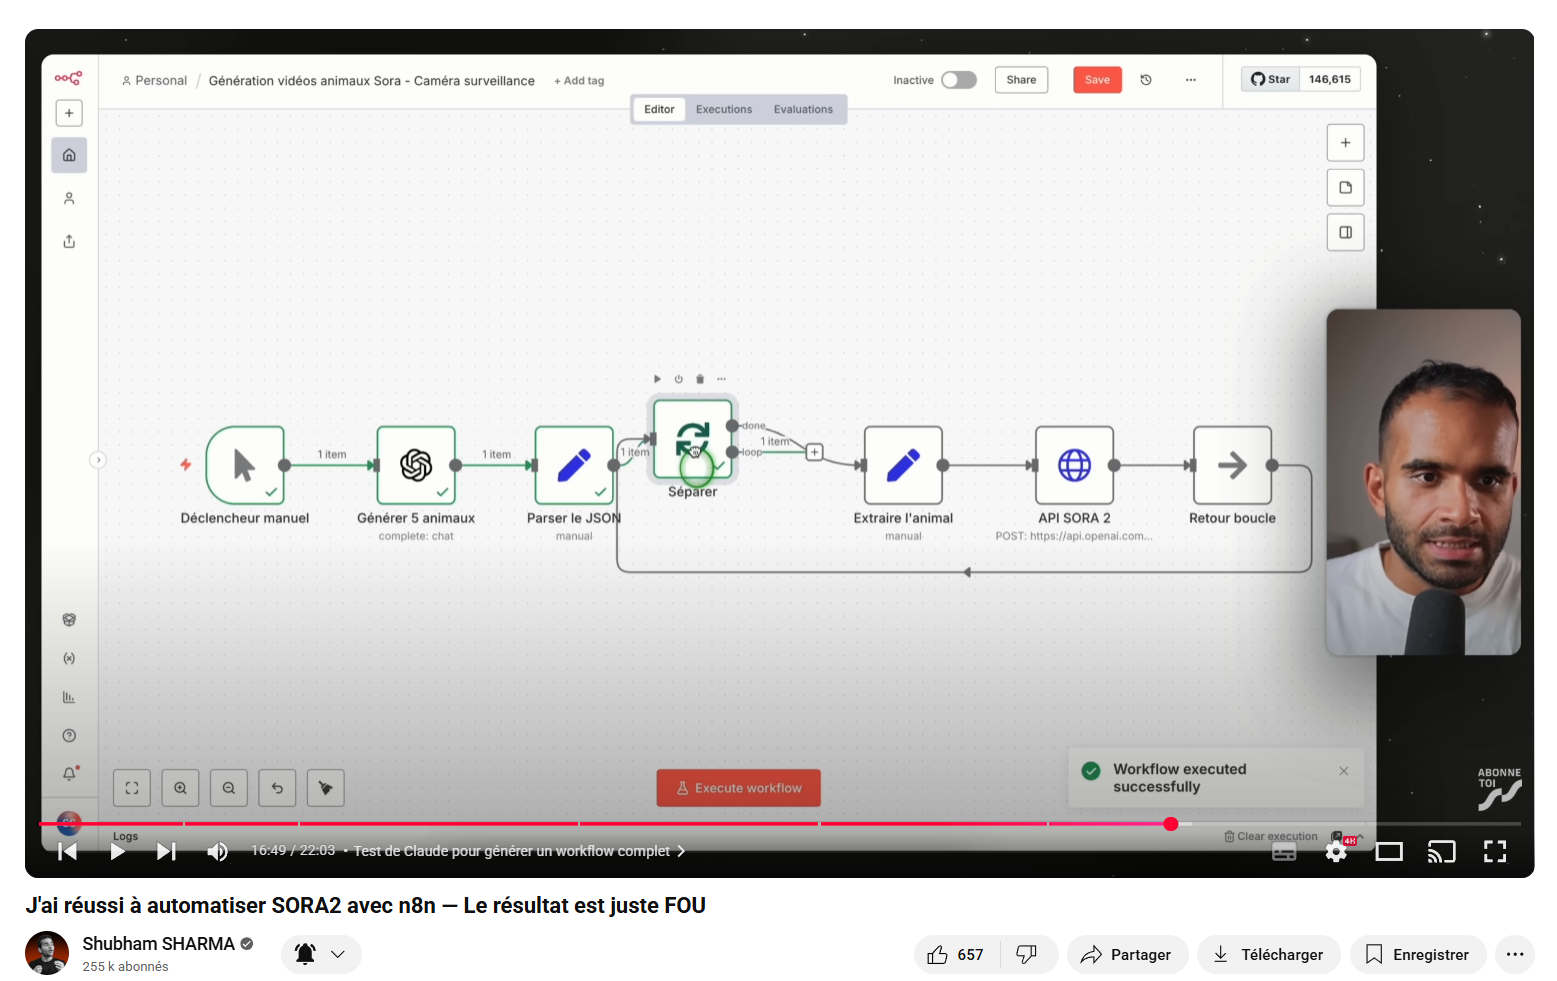 Personal / Génération vidéos animaux Sora - Caméra surveillance + Add tag
Inactive
Share
Save
Star 146,615
Editor Executions Evaluations
done
1 item
1 item
1 item
1 item
loop
Séparer
Déclencheur manuel
Générer 5 animaux
complete: chat
Parser le JSON
manual
Extraire l'animal
manual
API SORA 2
POST: https://api.openai.com...
Retour boucle
Execute workflow
Workflow executed
successfully
ABONNE
TOI
Logs
Clear execution
16:49 / 22:03 • Test de Claude pour générer un workflow complet
4K
J'ai réussi à automatiser SORA2 avec n8n — Le résultat est juste FOU
Shubham SHARMA
255 k abonnés
657
Partager
Télécharger
Enregistrer